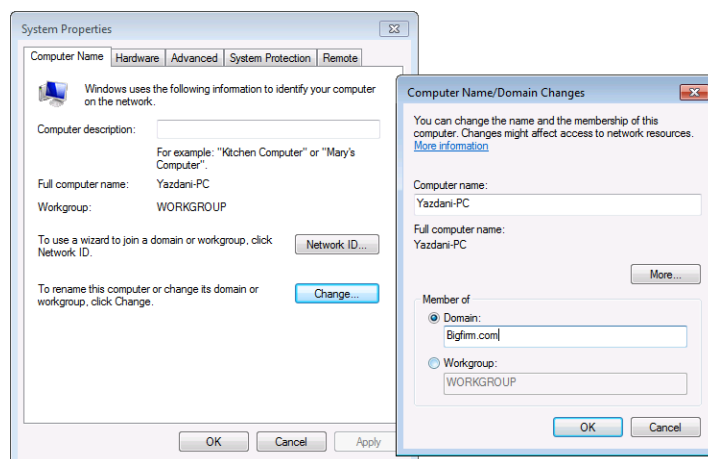 System Properties
Computer Name Hardware Advanced System Protection Remote
Windows uses the following information to identify your computer
on the network.
Computer description:
For example: "Kitchen Computer" or "Mary's
Computer".
Full computer name: Yazdani-PC
Workgroup: WORKGROUP
To use a wizard to join a domain or workgroup, click
Network ID.
Network ID...
To rename this computer or change its domain or
workgroup, click Change.
Change...
OK Cancel Apply
Computer Name/Domain Changes
You can change the name and the membership of this
computer. Changes might affect access to network resources.
More information
Computer name:
Yazdani-PC
Full computer name:
Yazdani-PC
More...
Member of
Domain:
Bigfirm.com
Workgroup:
WORKGROUP
OK Cancel